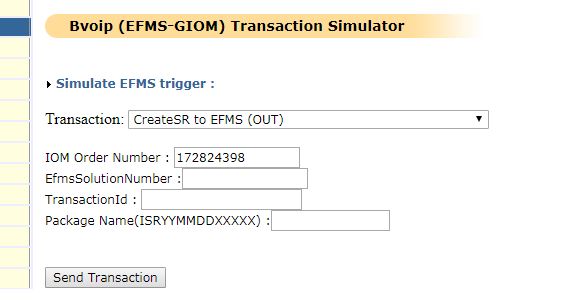 Bvoip (EFMS-GIOM) Transaction Simulator
Simulate EFMS trigger :
Transaction: CreateSR to EFMS (OUT)
IOM Order Number : 172824398
EfmsSolutionNumber :
TransactionId :
Package Name(ISRYYMMDDXXXXX) :
Send Transaction